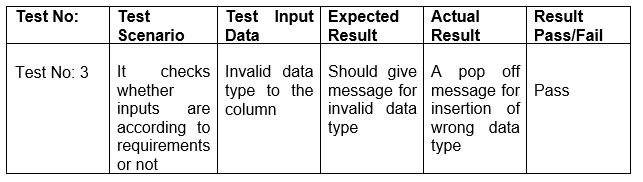 Test No:
Test
Scenario
Test Input
Data
Expected
Result
Actual
Result
Result
Pass/Fail
Test No: 3
It checks
whether
inputs are
according to
requirements
or not
Invalid data
type to the
column
Should give
message for
invalid data
type
A pop off
message for
insertion of
wrong data
type
Pass